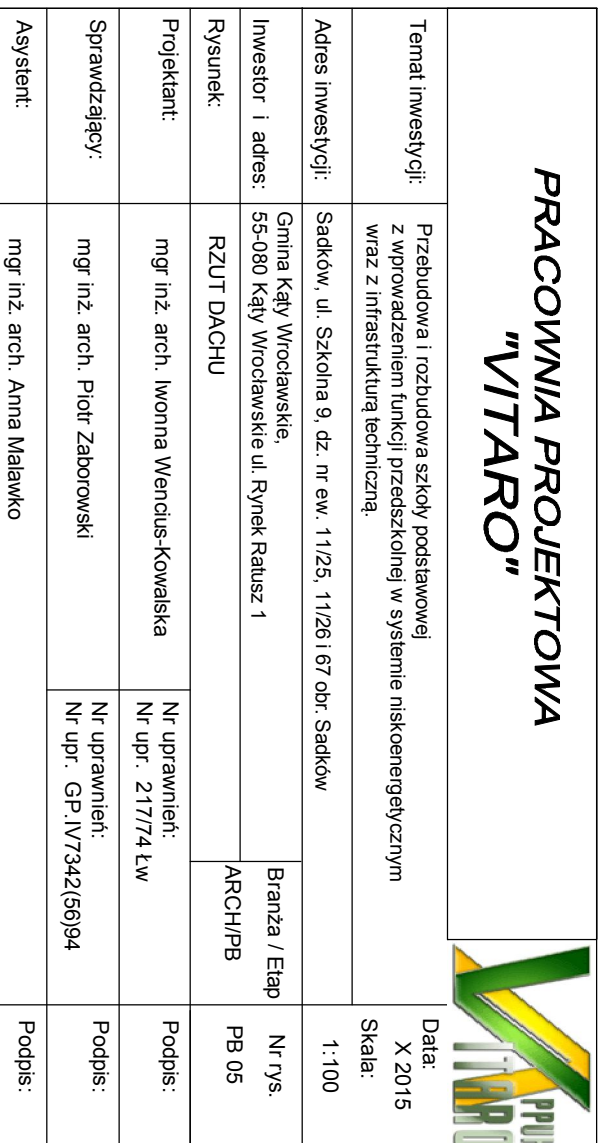 PRACOWNIA PROJEKTOWA
"VITARO"
PPUH
ITARO
Temat inwestycji:
Przebudowa i rozbudowa szkoły podstawowej
z wprowadzeniem funkcji przedszkolnej w systemie niskoenergetycznym
wraz z infrastrukturą techniczną.
Data:
X 2015
Skala:
1:100
Adres inwestycji:
Sadków, ul. Szkolna 9, dz. nr ew. 11/25, 11/26 i 67 obr. Sadków
Inwestor i adres:
Gmina Kąty Wrocławskie,
55-080 Kąty Wrocławskie ul. Rynek Ratusz 1
Branża / Etap
ARCH/PB
Nr rys.
PB 05
Rysunek:
RZUT DACHU
Projektant:
mgr inż. arch. Iwonna Wencius-Kowalska
Nr uprawnień:
Nr upr. 217/74 Łw
Podpis:
Sprawdzający:
mgr inż. arch. Piotr Zaborowski
Nr uprawnień:
Nr upr. GP.IV7342(56)94
Podpis:
Asystent:
mgr inż. arch. Anna Malawko
Podpis: